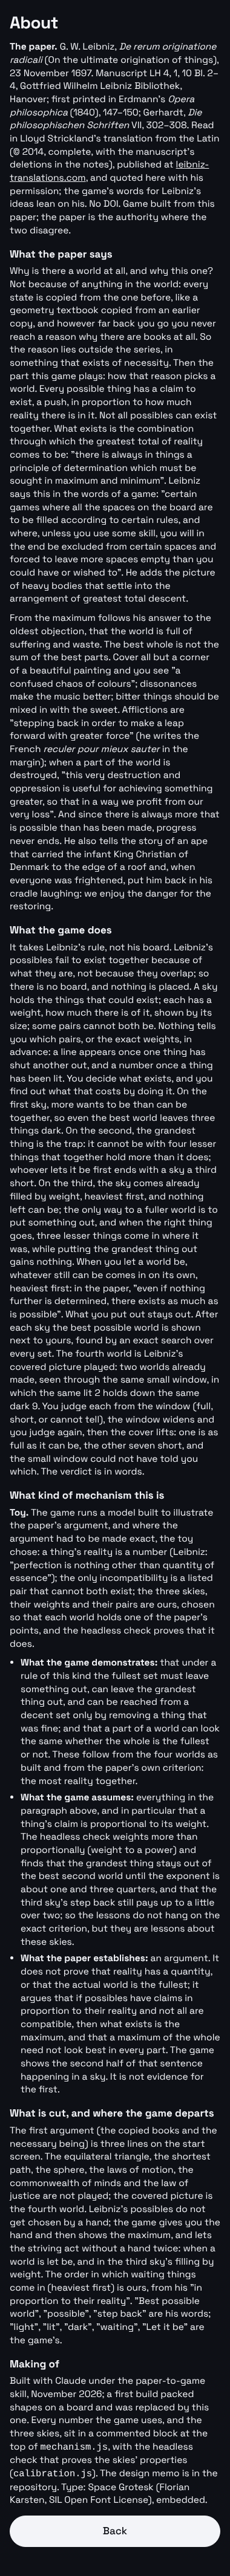 About
The paper. G. W. Leibniz, De rerum originatione
radicali (On the ultimate origination of things),
23 November 1697. Manuscript LH 4, 1, 10 Bl. 2–
4, Gottfried Wilhelm Leibniz Bibliothek,
Hanover; first printed in Erdmann's Opera
philosophica (1840), 147–150; Gerhardt, Die
philosophischen Schriften VII, 302–308. Read
in Lloyd Strickland's translation from the Latin
(© 2014, complete, with the manuscript's
deletions in the notes), published at leibniz-
translations.com, and quoted here with his
permission; the game's words for Leibniz's
ideas lean on his. No DOI. Game built from this
paper; the paper is the authority where the
two disagree.
What the paper says
Why is there a world at all, and why this one?
Not because of anything in the world: every
state is copied from the one before, like a
geometry textbook copied from an earlier
copy, and however far back you go you never
reach a reason why there are books at all. So
the reason lies outside the series, in
something that exists of necessity. Then the
part this game plays: how that reason picks a
world. Every possible thing has a claim to
exist, a push, in proportion to how much
reality there is in it. Not all possibles can exist
together. What exists is the combination
through which the greatest total of reality
comes to be: "there is always in things a
principle of determination which must be
sought in maximum and minimum". Leibniz
says this in the words of a game: "certain
games where all the spaces on the board are
to be filled according to certain rules, and
where, unless you use some skill, you will in
the end be excluded from certain spaces and
forced to leave more spaces empty than you
could have or wished to". He adds the picture
of heavy bodies that settle into the
arrangement of greatest total descent.
From the maximum follows his answer to the
oldest objection, that the world is full of
suffering and waste. The best whole is not the
sum of the best parts. Cover all but a corner
of a beautiful painting and you see "a
confused chaos of colours"; dissonances
make the music better; bitter things should be
mixed in with the sweet. Afflictions are
"stepping back in order to make a leap
forward with greater force" (he writes the
French reculer pour mieux sauter in the
margin); when a part of the world is
destroyed, "this very destruction and
oppression is useful for achieving something
greater, so that in a way we profit from our
very loss". And since there is always more that
is possible than has been made, progress
never ends. He also tells the story of an ape
that carried the infant King Christian of
Denmark to the edge of a roof and, when
everyone was frightened, put him back in his
cradle laughing: we enjoy the danger for the
restoring.
What the game does
It takes Leibniz's rule, not his board. Leibniz's
possibles fail to exist together because of
what they are, not because they overlap; so
there is no board, and nothing is placed. A sky
holds the things that could exist; each has a
weight, how much there is of it, shown by its
size; some pairs cannot both be. Nothing tells
you which pairs, or the exact weights, in
advance: a line appears once one thing has
shut another out, and a number once a thing
has been lit. You decide what exists, and you
find out what that costs by doing it. On the
first sky, more wants to be than can be
together, so even the best world leaves three
things dark. On the second, the grandest
thing is the trap: it cannot be with four lesser
things that together hold more than it does;
whoever lets it be first ends with a sky a third
short. On the third, the sky comes already
filled by weight, heaviest first, and nothing
left can be; the only way to a fuller world is to
put something out, and when the right thing
goes, three lesser things come in where it
was, while putting the grandest thing out
gains nothing. When you let a world be,
whatever still can be comes in on its own,
heaviest first: in the paper, "even if nothing
further is determined, there exists as much as
is possible". What you put out stays out. After
each sky the best possible world is shown
next to yours, found by an exact search over
every set. The fourth world is Leibniz's
covered picture played: two worlds already
made, seen through the same small window, in
which the same lit 2 holds down the same
dark 9. You judge each from the window (full,
short, or cannot tell), the window widens and
you judge again, then the cover lifts: one is as
full as it can be, the other seven short, and
the small window could not have told you
which. The verdict is in words.
What kind of mechanism this is
Toy. The game runs a model built to illustrate
the paper's argument, and where the
argument had to be made exact, the toy
chose: a thing's reality is a number (Leibniz:
"perfection is nothing other than quantity of
essence"); the only incompatibility is a listed
pair that cannot both exist; the three skies,
their weights and their pairs are ours, chosen
so that each world holds one of the paper's
points, and the headless check proves that it
does.
• What the game demonstrates: that under a
rule of this kind the fullest set must leave
something out, can leave the grandest
thing out, and can be reached from a
decent set only by removing a thing that
was fine; and that a part of a world can look
the same whether the whole is the fullest
or not. These follow from the four worlds as
built and from the paper's own criterion:
the most reality together.
• What the game assumes: everything in the
paragraph above, and in particular that a
thing's claim is proportional to its weight.
The headless check weights more than
proportionally (weight to a power) and
finds that the grandest thing stays out of
the best second world until the exponent is
about one and three quarters, and that the
third sky's step back still pays up to a little
over two; so the lessons do not hang on the
exact criterion, but they are lessons about
these skies.
• What the paper establishes: an argument. It
does not prove that reality has a quantity,
or that the actual world is the fullest; it
argues that if possibles have claims in
proportion to their reality and not all are
compatible, then what exists is the
maximum, and that a maximum of the whole
need not look best in every part. The game
shows the second half of that sentence
happening in a sky. It is not evidence for
the first.
What is cut, and where the game departs
The first argument (the copied books and the
necessary being) is three lines on the start
screen. The equilateral triangle, the shortest
path, the sphere, the laws of motion, the
commonwealth of minds and the law of
justice are not played; the covered picture is
the fourth world. Leibniz's possibles do not
get chosen by a hand; the game gives you the
hand and then shows the maximum, and lets
the striving act without a hand twice: when a
world is let be, and in the third sky's filling by
weight. The order in which waiting things
come in (heaviest first) is ours, from his "in
proportion to their reality". "Best possible
world", "possible", "step back" are his words;
"light", "lit", "dark", "waiting", "Let it be" are
the game's.
Making of
Built with Claude under the paper-to-game
skill, November 2026; a first build packed
shapes on a board and was replaced by this
one. Every number the game uses, and the
three skies, sit in a commented block at the
top of mechanism.js, with the headless
check that proves the skies' properties
(calibration.js). The design memo is in the
repository. Type: Space Grotesk (Florian
Karsten, SIL Open Font License), embedded.
Back